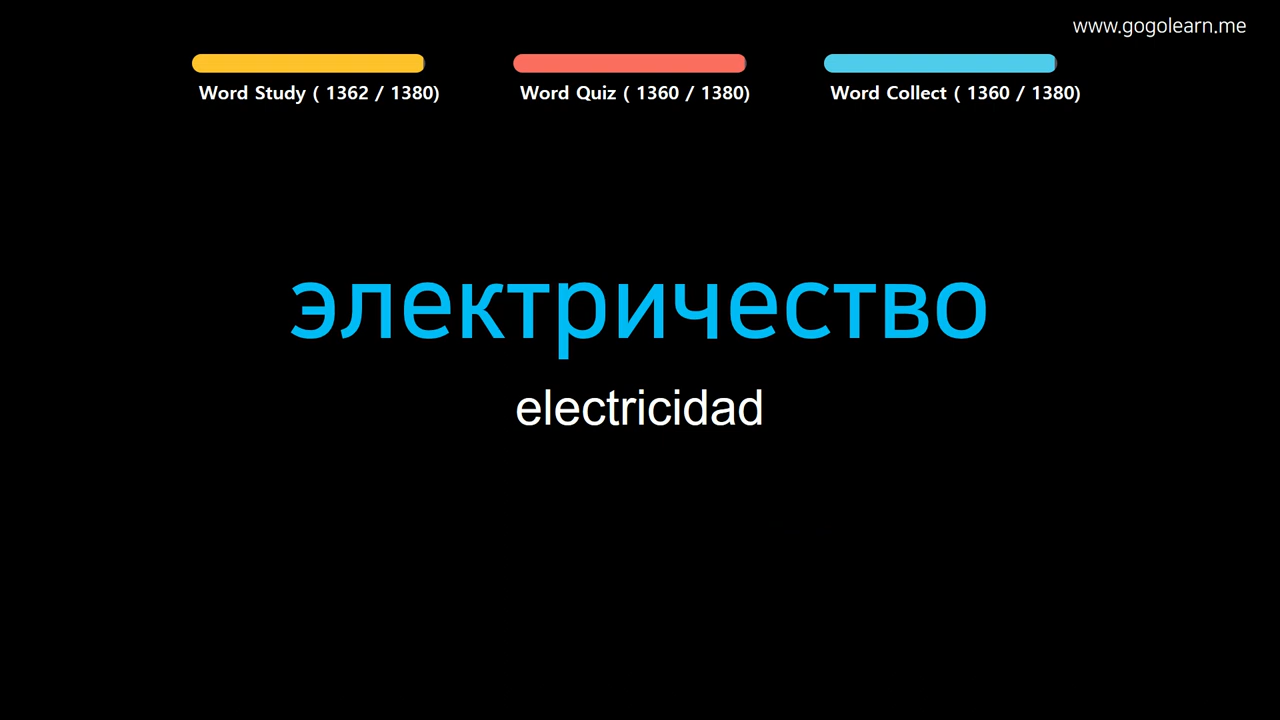 www.gogolearn.me
Word Study ( 1362 / 1380)
Word Quiz ( 1360 / 1380)
Word Collect ( 1360 / 1380)
электричество
electricidad